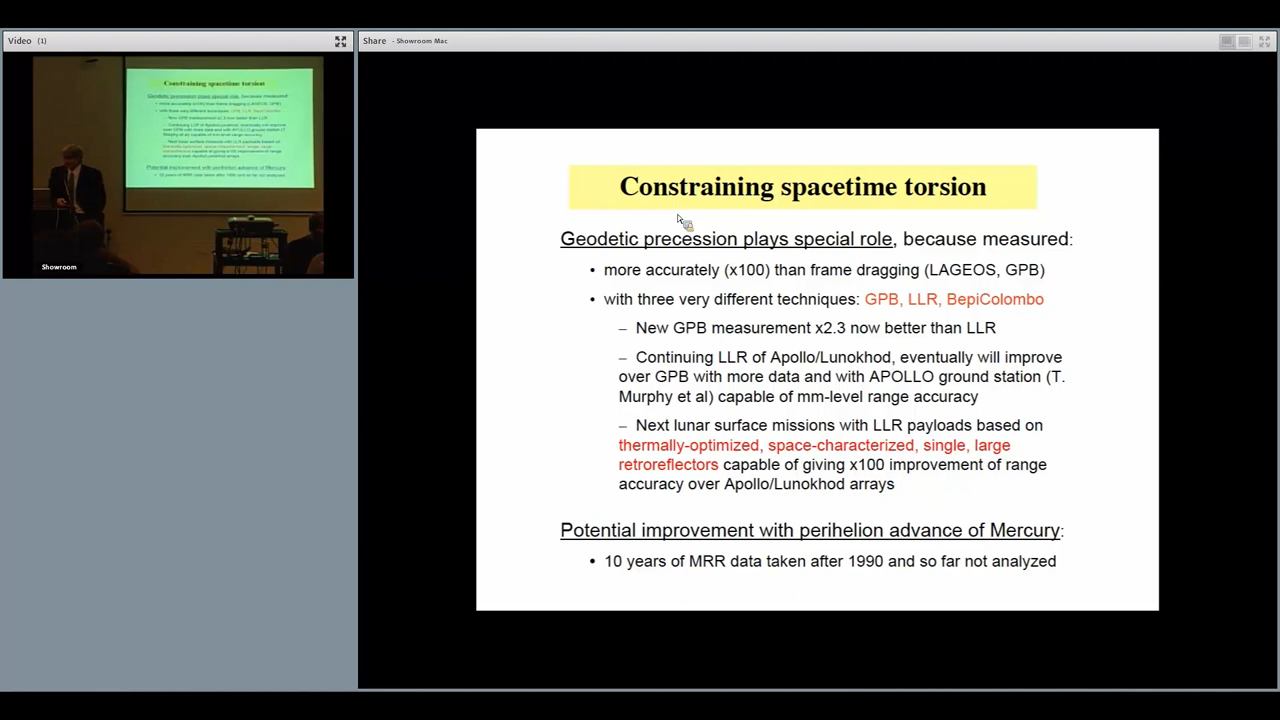 Video (1)
Share - Showroom Mac
Constraining spacetime torsion
Showroom
Constraining spacetime torsion
Geodetic precession plays special role, because measured:
• more accurately (x100) than frame dragging (LAGEOS, GPB)
• with three very different techniques: GPB, LLR, BepiColombo
– New GPB measurement x2.3 now better than LLR
– Continuing LLR of Apollo/Lunokhod, eventually will improve
over GPB with more data and with APOLLO ground station (T.
Murphy et al) capable of mm-level range accuracy
– Next lunar surface missions with LLR payloads based on
thermally-optimized, space-characterized, single, large
retroreflectors capable of giving x100 improvement of range
accuracy over Apollo/Lunokhod arrays
Potential improvement with perihelion advance of Mercury:
• 10 years of MRR data taken after 1990 and so far not analyzed